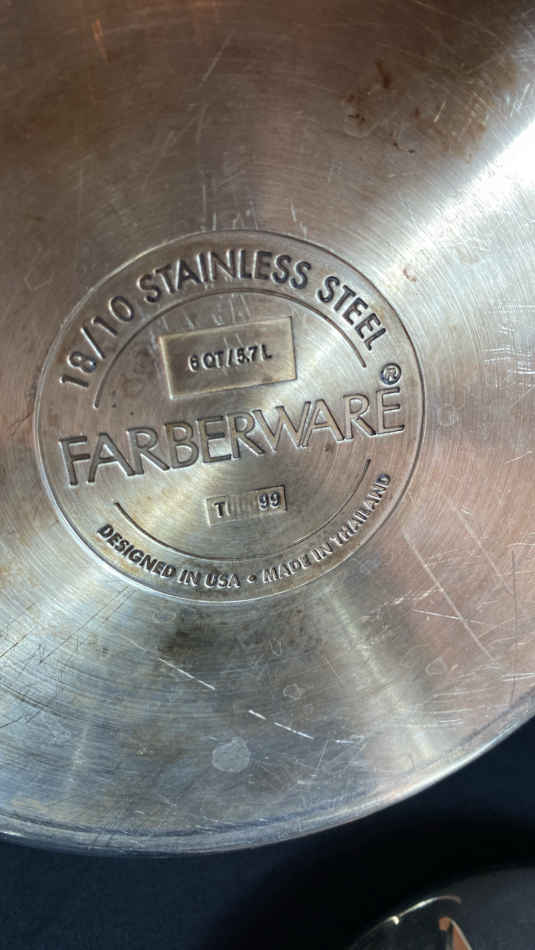 18/10 STAINLESS STEEL
6 QT / 5.7 L
FARBERWARE®
DESIGNED IN USA • MADE IN THAILAND